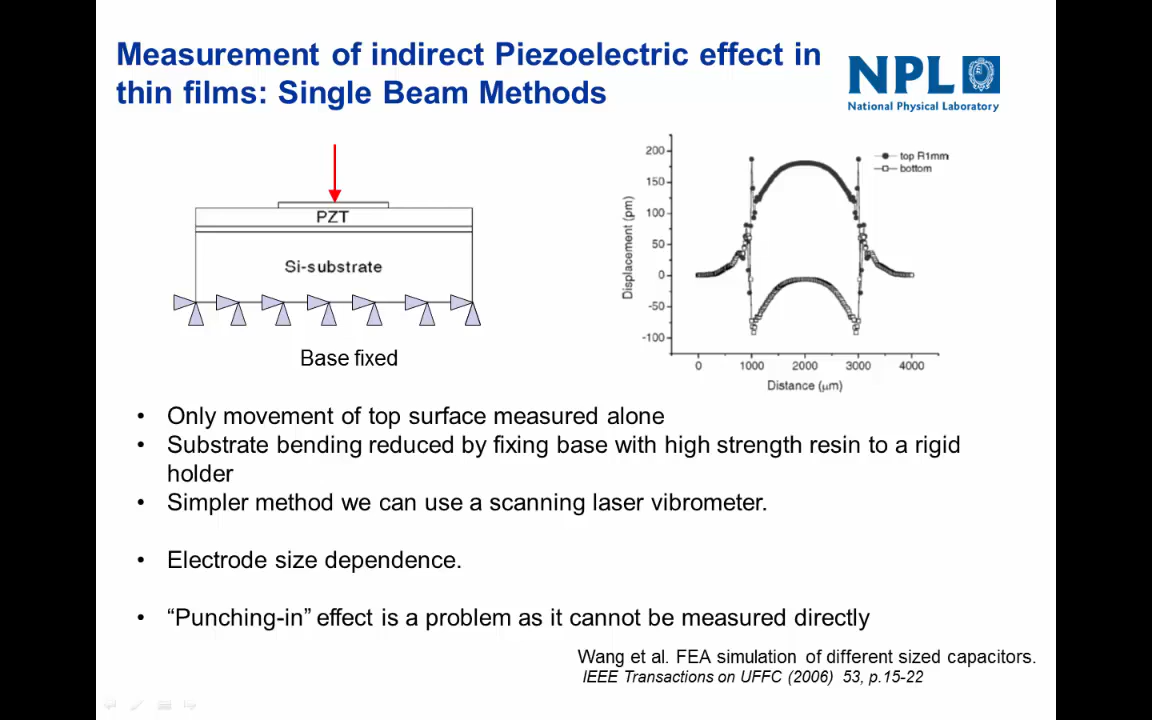 Measurement of indirect Piezoelectric effect in
thin films: Single Beam Methods
NPL
National Physical Laboratory
PZT
Si-substrate
Base fixed
200
150
100
50
0
-50
-100
Displacement (pm)
0 1000 2000 3000 4000
Distance (μm)
top R1mm
bottom
• Only movement of top surface measured alone
• Substrate bending reduced by fixing base with high strength resin to a rigid
holder
• Simpler method we can use a scanning laser vibrometer.
• Electrode size dependence.
• “Punching-in” effect is a problem as it cannot be measured directly
Wang et al. FEA simulation of different sized capacitors.
IEEE Transactions on UFFC (2006) 53, p.15-22